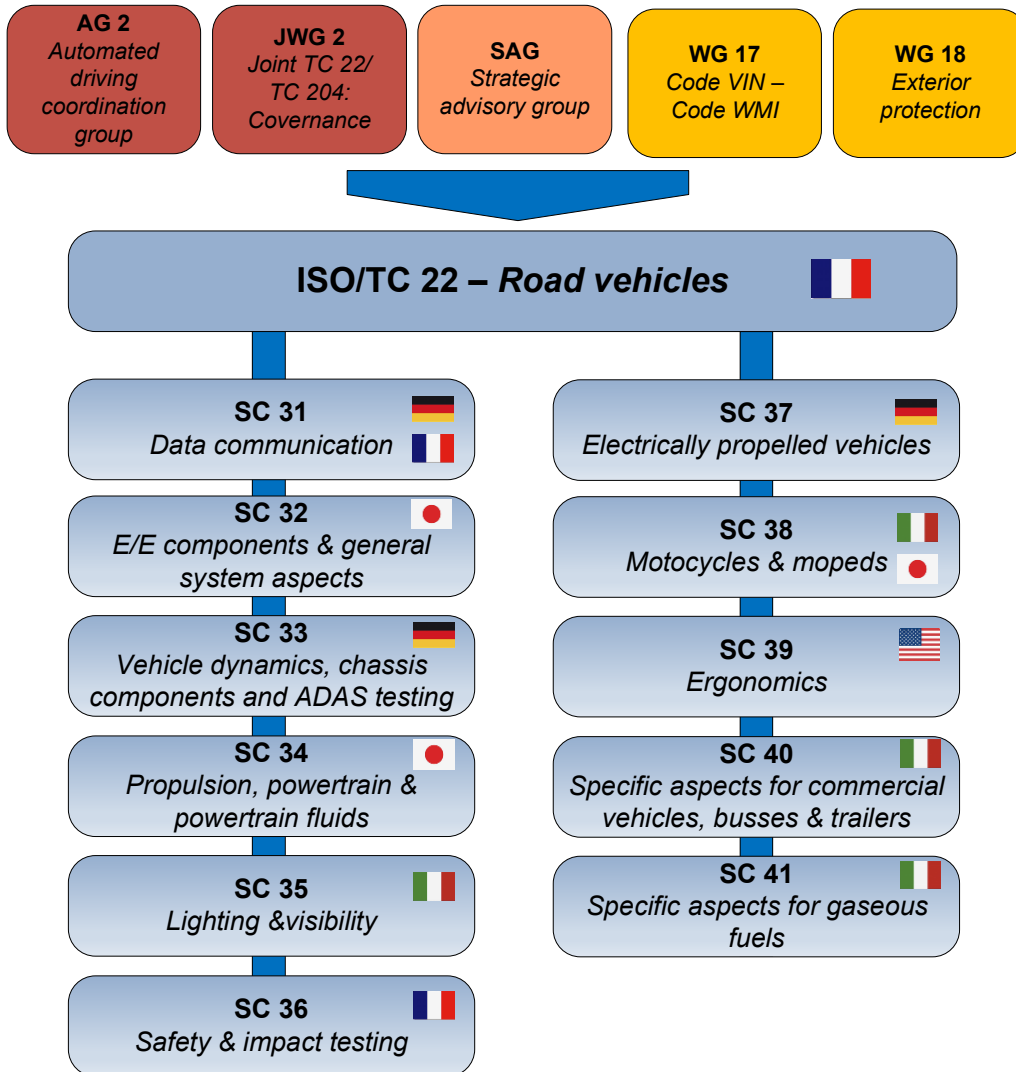 AG 2
Automated
driving
coordination
group
JWG 2
Joint TC 22/
TC 204:
Covernance
SAG
Strategic
advisory group
WG 17
Code VIN –
Code WMI
WG 18
Exterior
protection
ISO/TC 22 – Road vehicles
SC 31
Data communication
SC 32
E/E components & general
system aspects
SC 33
Vehicle dynamics, chassis
components and ADAS testing
SC 34
Propulsion, powertrain &
powertrain fluids
SC 35
Lighting &visibility
SC 36
Safety & impact testing
SC 37
Electrically propelled vehicles
SC 38
Motocycles & mopeds
SC 39
Ergonomics
SC 40
Specific aspects for commercial
vehicles, busses & trailers
SC 41
Specific aspects for gaseous
fuels